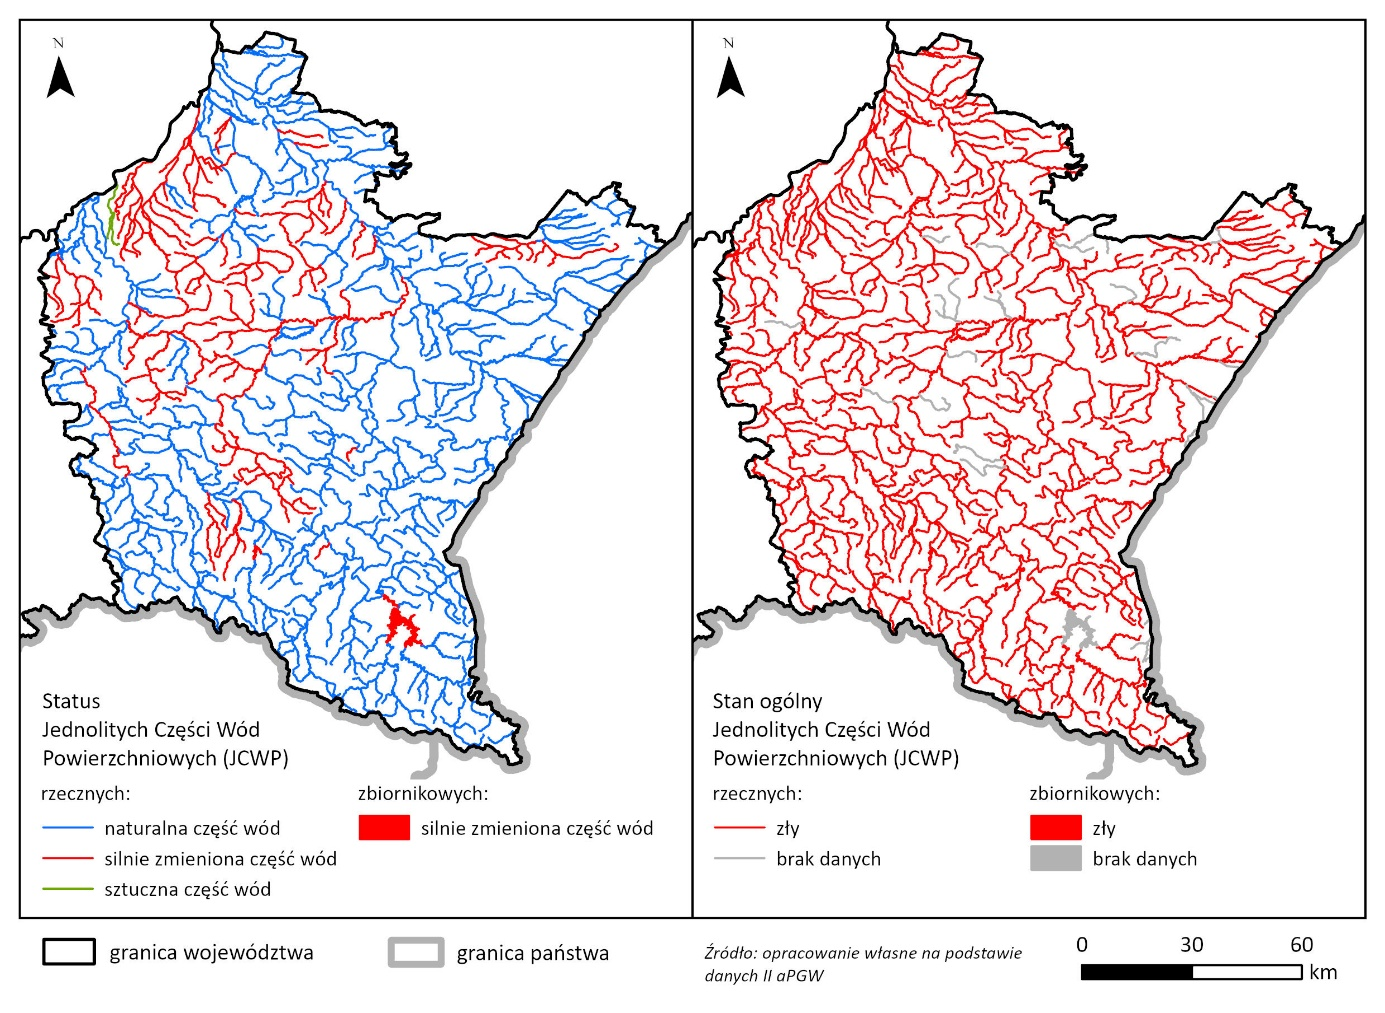 N
Status
Jednolitych Części Wód
Powierzchniowych (JCWP)
rzecznych:
naturalna część wód
silnie zmieniona część wód
sztuczna część wód
zbiornikowych:
silnie zmieniona część wód
N
Stan ogólny
Jednolitych Części Wód
Powierzchniowych (JCWP)
rzecznych:
zły
brak danych
zbiornikowych:
zły
brak danych
granica województwa
granica państwa
Źródło: opracowanie własne na podstawie
danych II aPGW
0 30 60
km